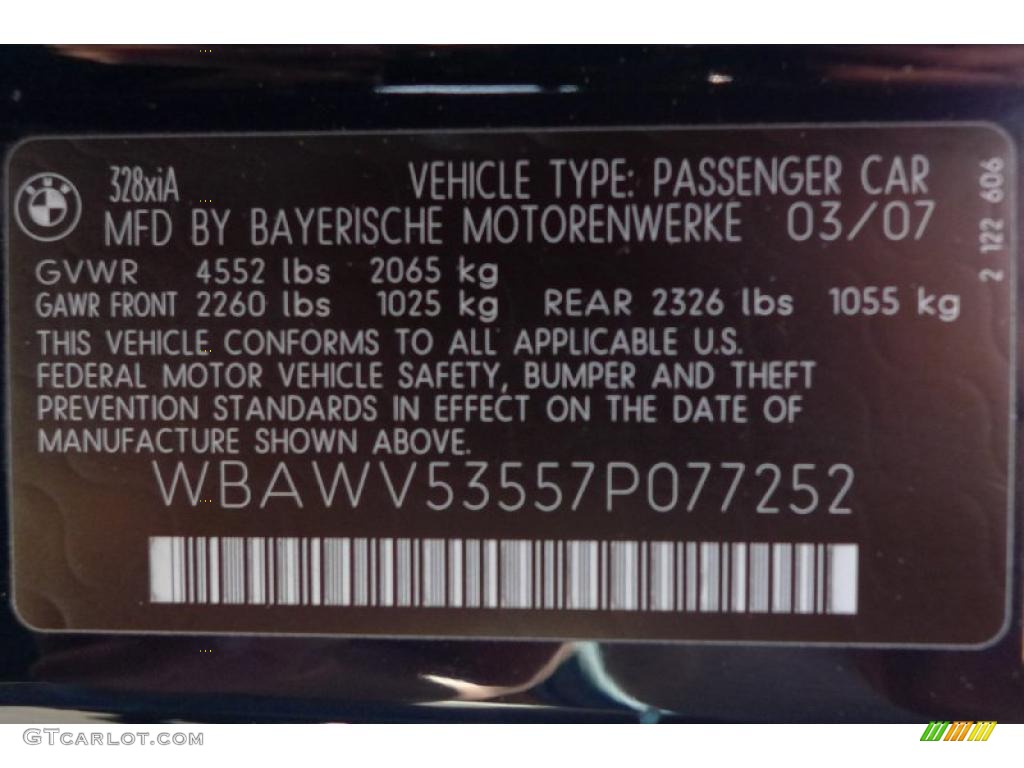 328xiA VEHICLE TYPE: PASSENGER CAR
MFD BY BAYERISCHE MOTORENWERKE 03/07
GVWR 4552 lbs 2065 kg
GAWR FRONT 2260 lbs 1025 kg REAR 2326 lbs 1055 kg
THIS VEHICLE CONFORMS TO ALL APPLICABLE U.S.
FEDERAL MOTOR VEHICLE SAFETY, BUMPER AND THEFT
PREVENTION STANDARDS IN EFFECT ON THE DATE OF
MANUFACTURE SHOWN ABOVE.
WBAWV53557P077252
2 122 606
GTCARLOT.COM